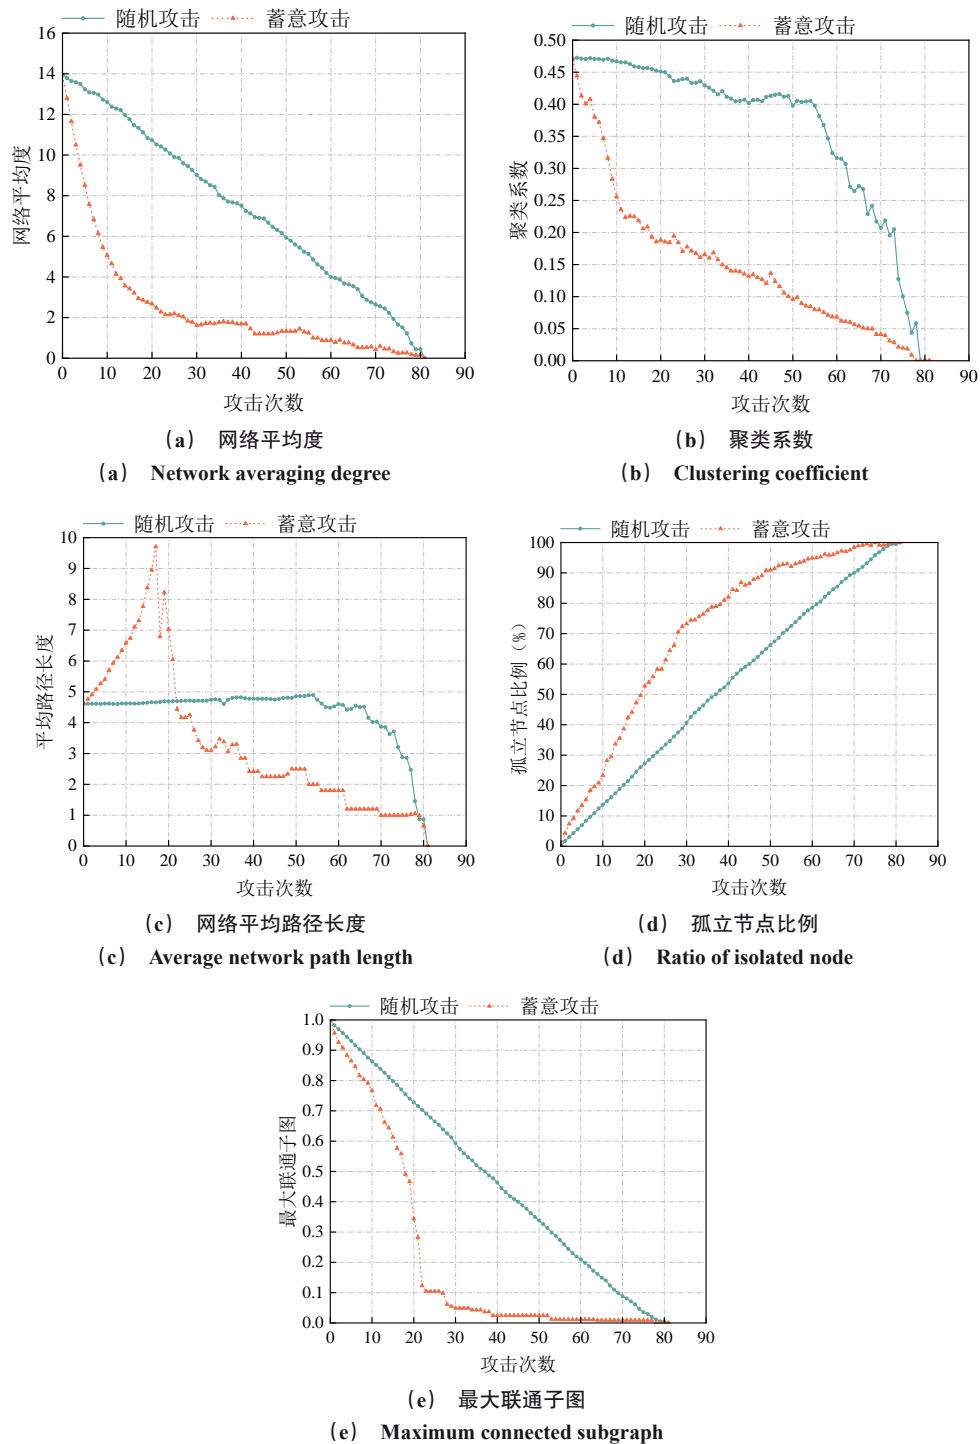 随机攻击 蓄意攻击
16
14
12
10
8
6
4
2
0
网络平均度
0 10 20 30 40 50 60 70 80 90
攻击次数
(a) 网络平均度
(a) Network averaging degree
随机攻击 蓄意攻击
0.50
0.45
0.40
0.35
0.30
0.25
0.20
0.15
0.10
0.05
0.00
聚类系数
0 10 20 30 40 50 60 70 80 90
攻击次数
(b) 聚类系数
(b) Clustering coefficient
随机攻击 蓄意攻击
10
9
8
7
6
5
4
3
2
1
0
平均路径长度
0 10 20 30 40 50 60 70 80 90
攻击次数
(c) 网络平均路径长度
(c) Average network path length
随机攻击 蓄意攻击
100
90
80
70
60
50
40
30
20
10
0
孤立节点比例（%）
0 10 20 30 40 50 60 70 80 90
攻击次数
(d) 孤立节点比例
(d) Ratio of isolated node
随机攻击 蓄意攻击
1.0
0.9
0.8
0.7
0.6
0.5
0.4
0.3
0.2
0.1
0.0
最大联通子图
0 10 20 30 40 50 60 70 80 90
攻击次数
(e) 最大联通子图
(e) Maximum connected subgraph